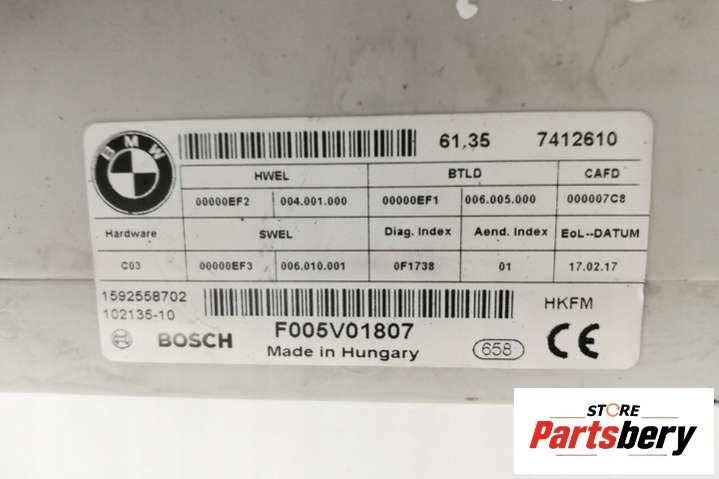 BMW 61,35 7412610
HWEL BTLD CAFD
00000EF2 004.001.000 00000EF1 006.005.000 000007C8
Hardware SWEL Diag. Index Aend. Index EoL--DATUM
C03 00000EF3 006.010.001 0F1738 01 17.02.17
1592558702 HKFM
102135-10
BOSCH F005V01807 658 CE
Made in Hungary
STORE
Partsbery